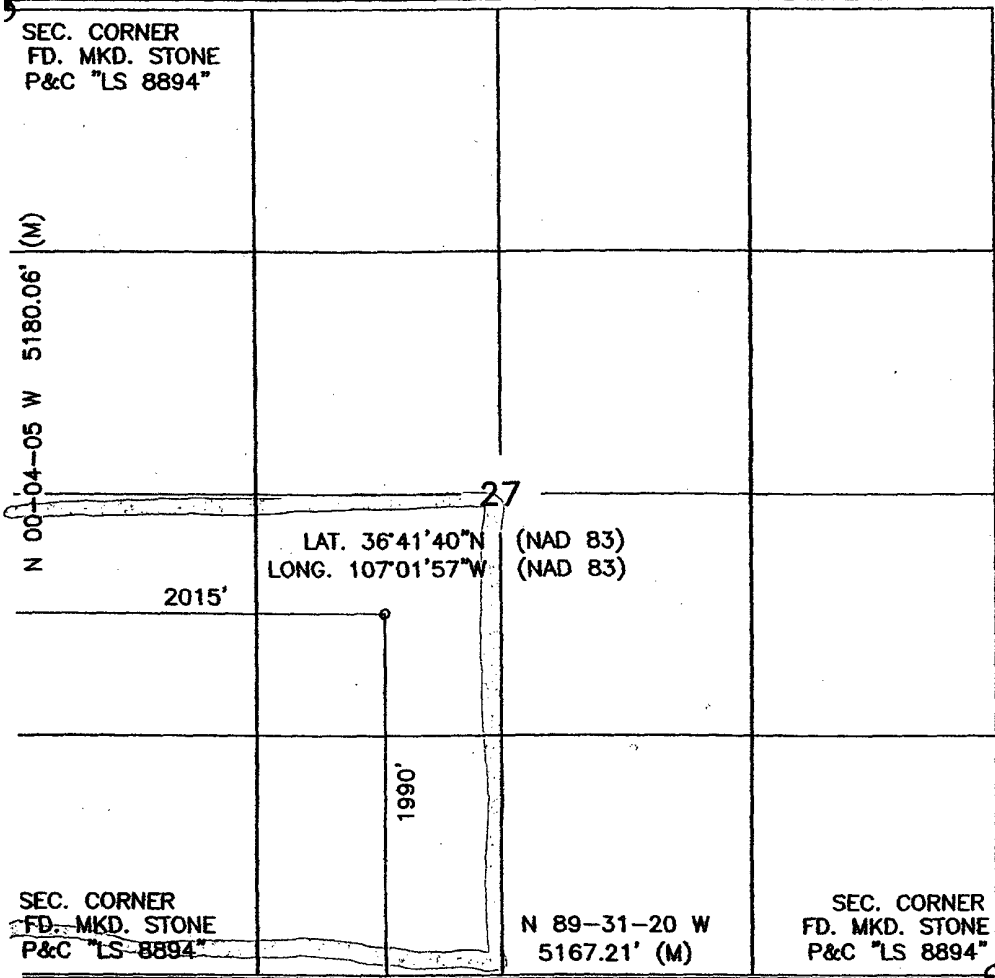 SEC. CORNER
FD. MKD. STONE
P&C "LS 8894"
N 00-04-05 W 5180.06' (M)
27
LAT. 36°41'40"N (NAD 83)
LONG. 107°01'57"W (NAD 83)
2015'
1990'
SEC. CORNER
FD. MKD. STONE
P&C "LS 8894"
N 89-31-20 W
5167.21' (M)
SEC. CORNER
FD. MKD. STONE
P&C "LS 8894"